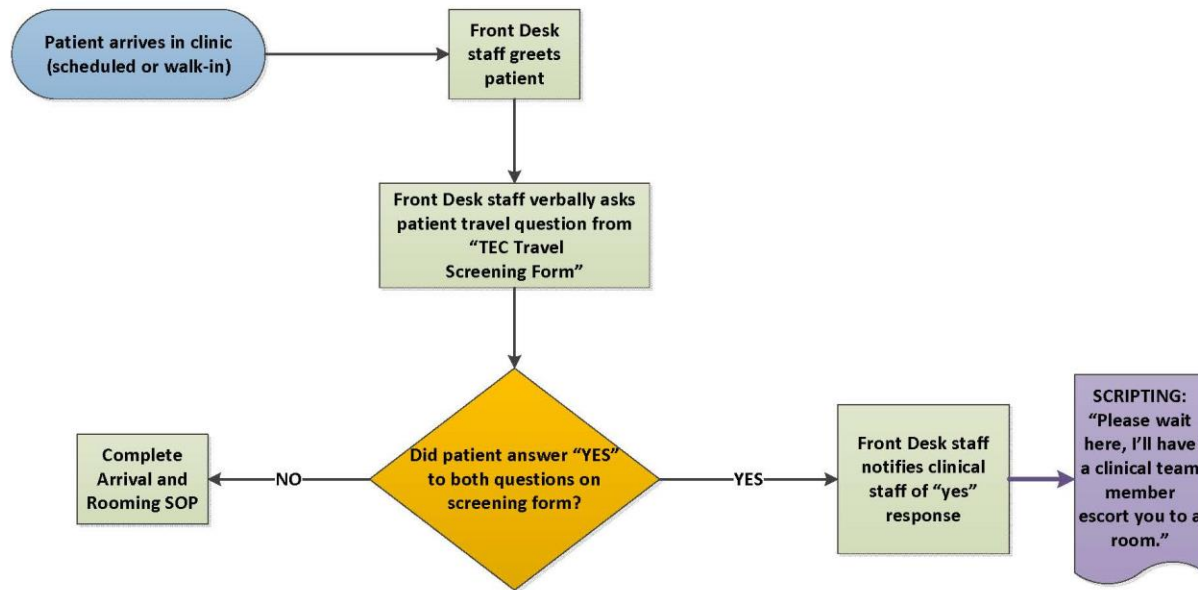 Patient arrives in clinic
(scheduled or walk-in)
Front Desk
staff greets
patient
Front Desk staff verbally asks
patient travel question from
“TEC Travel
Screening Form”
Did patient answer “YES”
to both questions on
screening form?
NO
Complete
Arrival and
Rooming SOP
YES
Front Desk staff
notifies clinical
staff of “yes”
response
SCRIPTING:
“Please wait
here, I’ll have
a clinical team
member
escort you to a
room.”